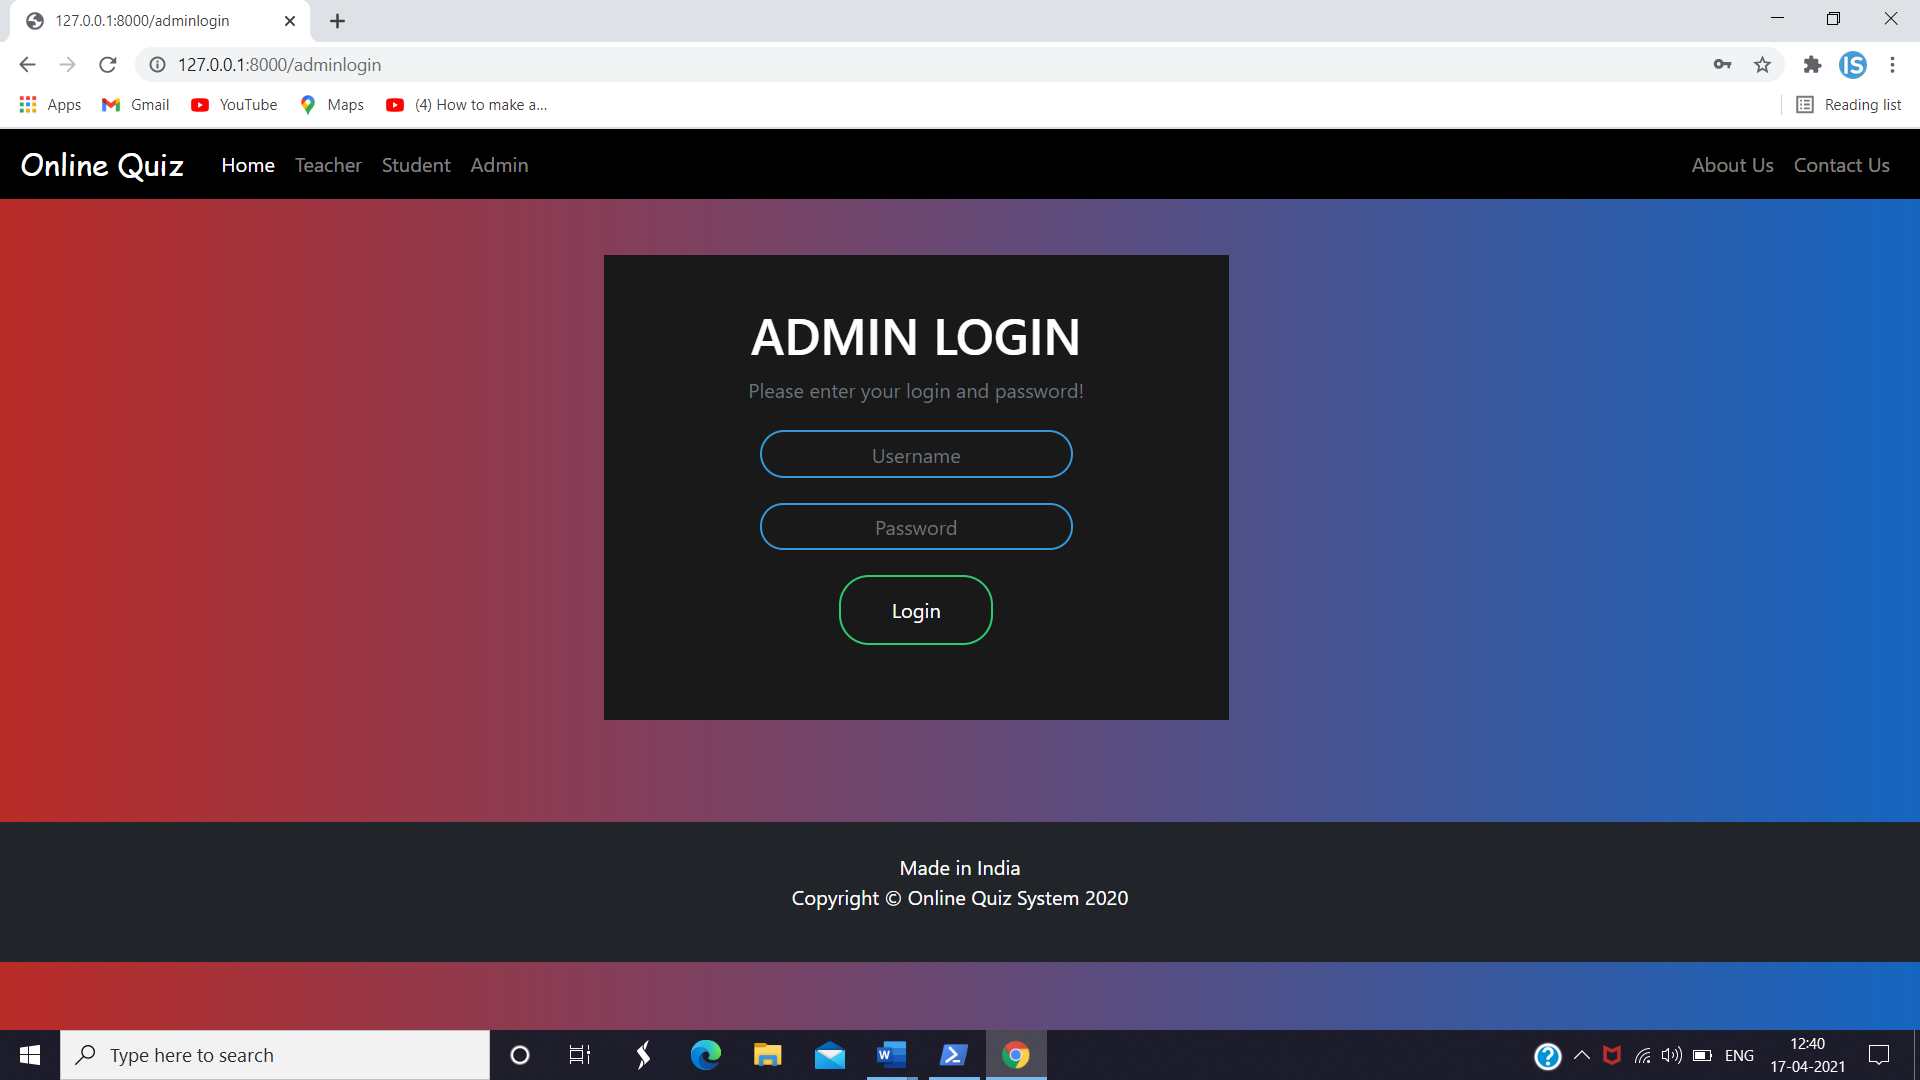 127.0.0.1:8000/adminlogin
127.0.0.1:8000/adminlogin
IS
Apps Gmail YouTube Maps (4) How to make a... Reading list
Online Quiz Home Teacher Student Admin About Us Contact Us
ADMIN LOGIN
Please enter your login and password!
Username
Password
Login
Made in India
Copyright © Online Quiz System 2020
Type here to search
ENG
12:40
17-04-2021